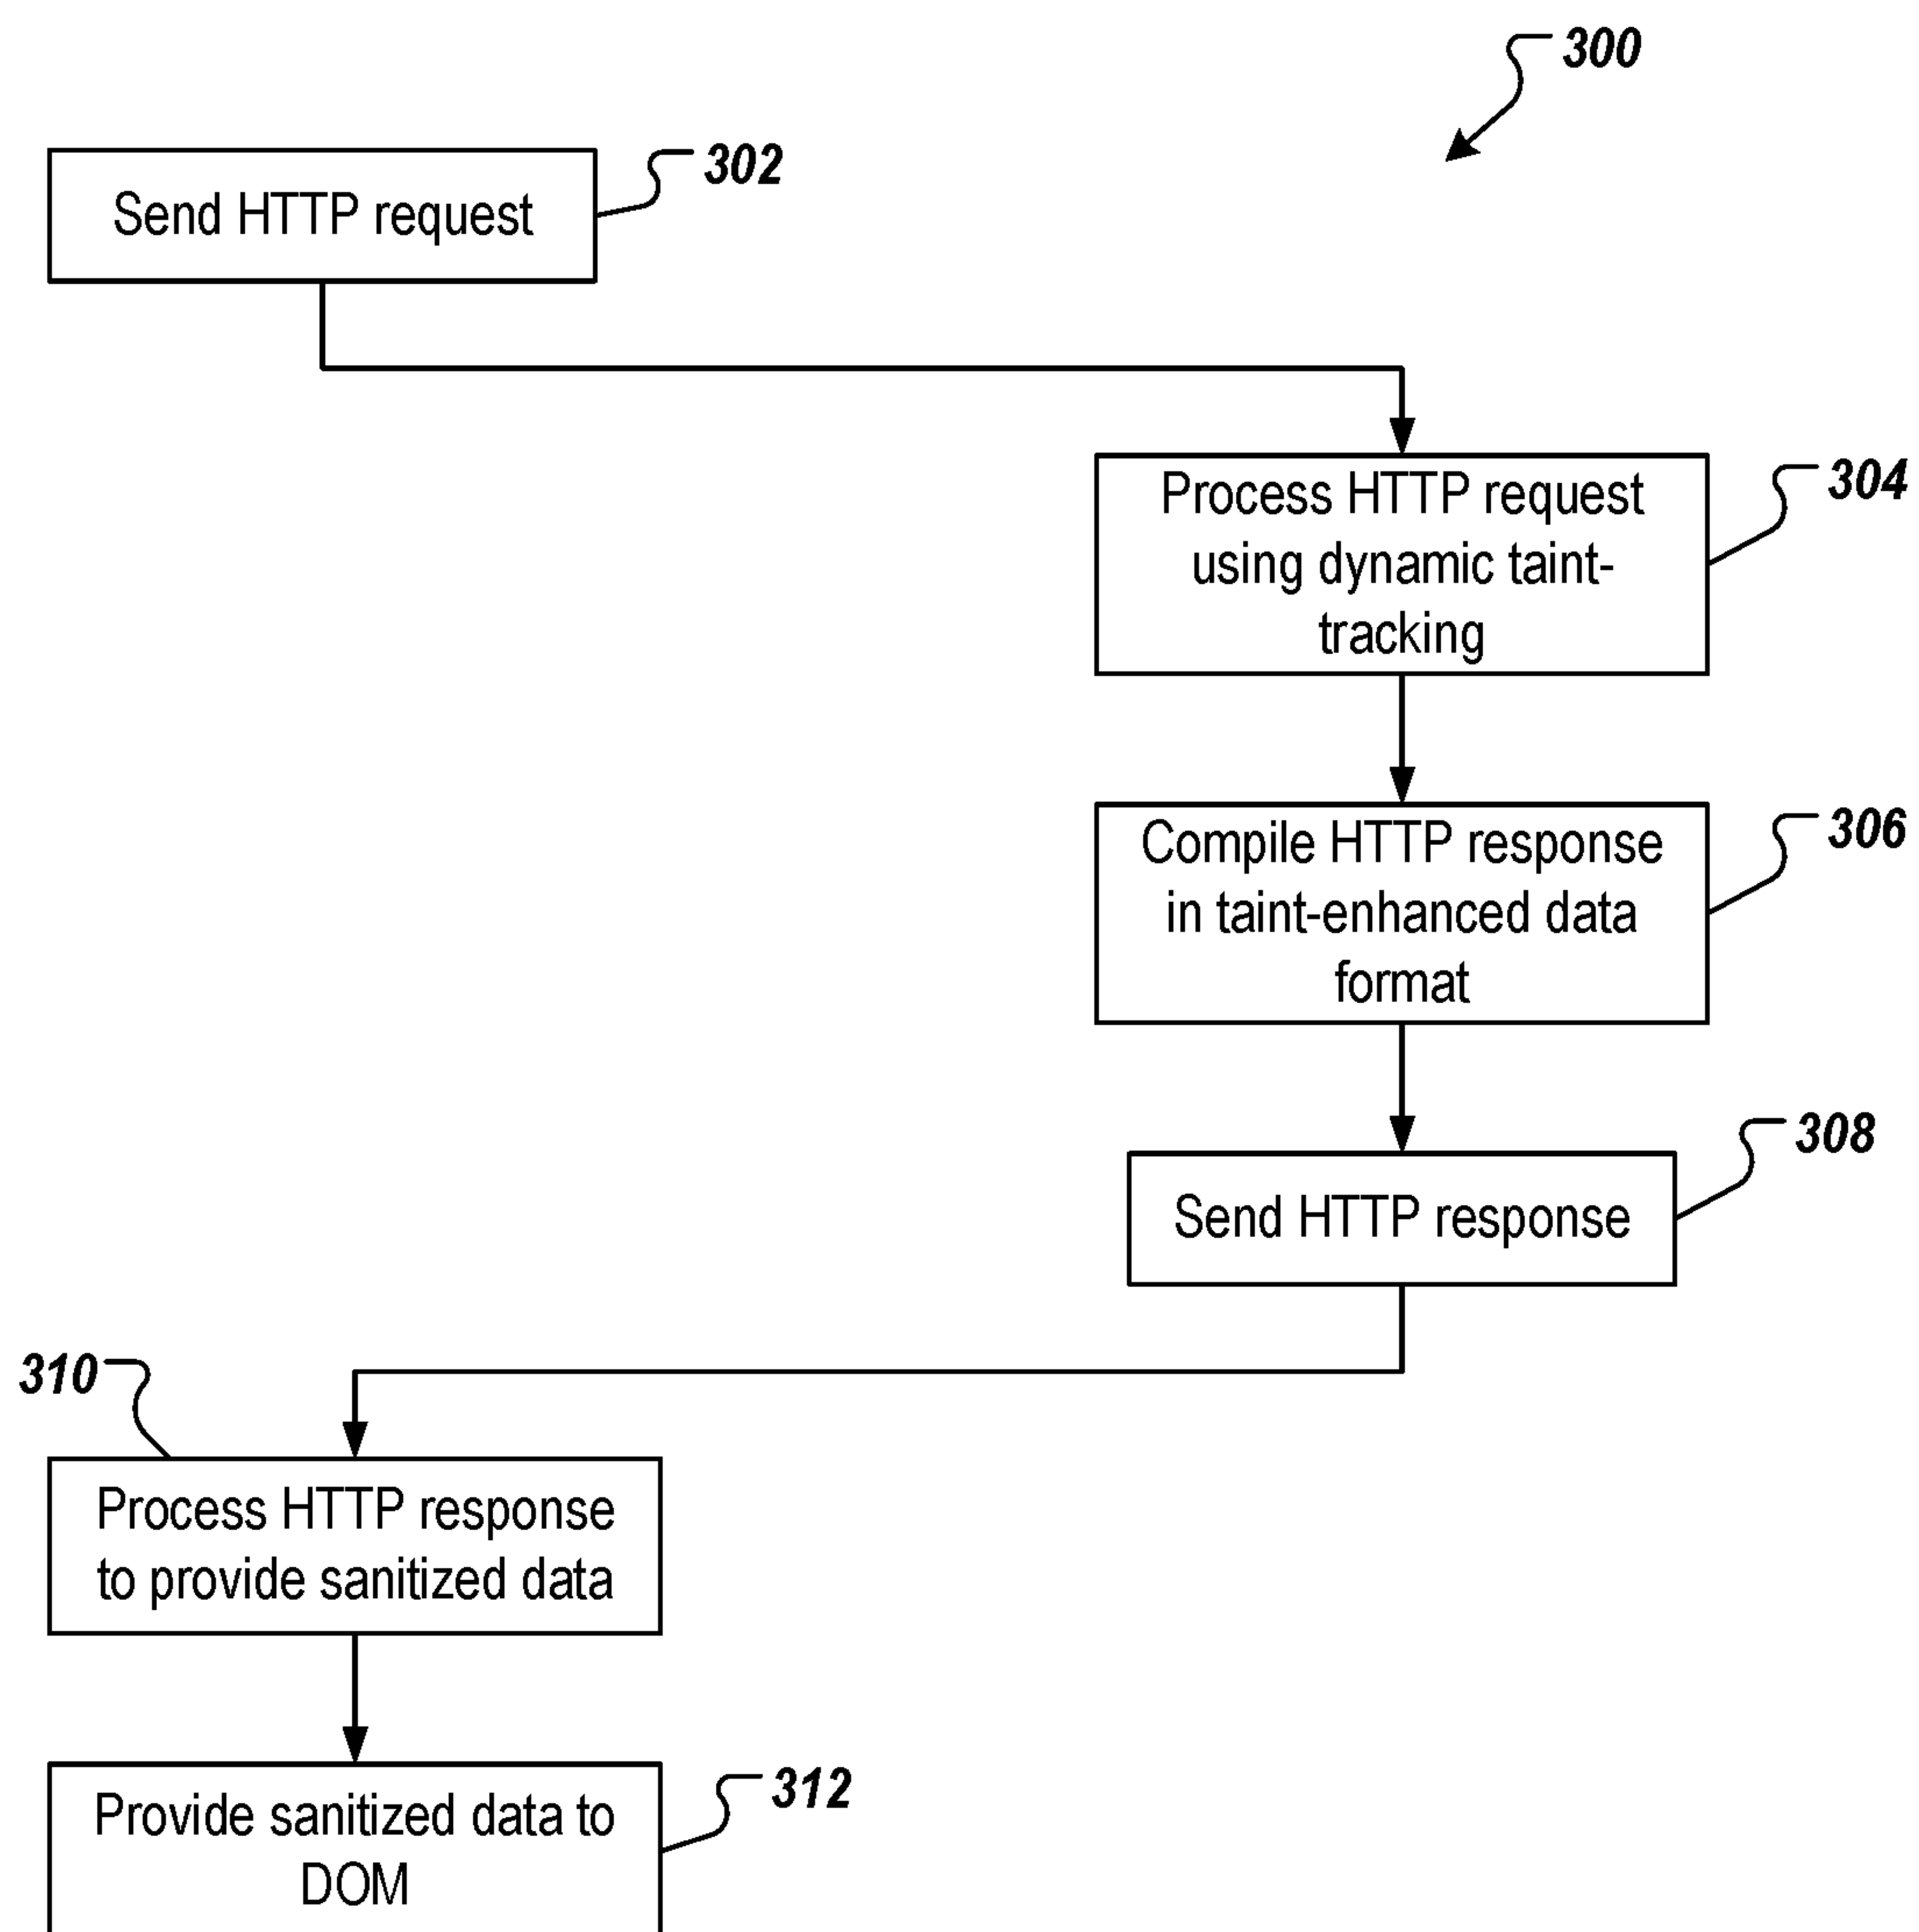 300
302
Send HTTP request
304
Process HTTP request
using dynamic taint-
tracking
306
Compile HTTP response
in taint-enhanced data
format
308
Send HTTP response
310
Process HTTP response
to provide sanitized data
312
Provide sanitized data to
DOM